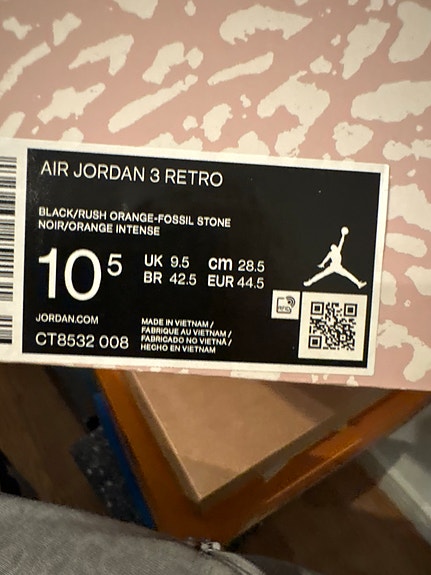 AIR JORDAN 3 RETRO
BLACK/RUSH ORANGE-FOSSIL STONE
NOIR/ORANGE INTENSE
10⁵ UK 9.5 cm 28.5
BR 42.5 EUR 44.5
JORDAN.COM
CT8532 008
MADE IN VIETNAM /
FABRIQUE AU VIETNAM /
FABRICADO NO VIETNÃ /
HECHO EN VIETNAM